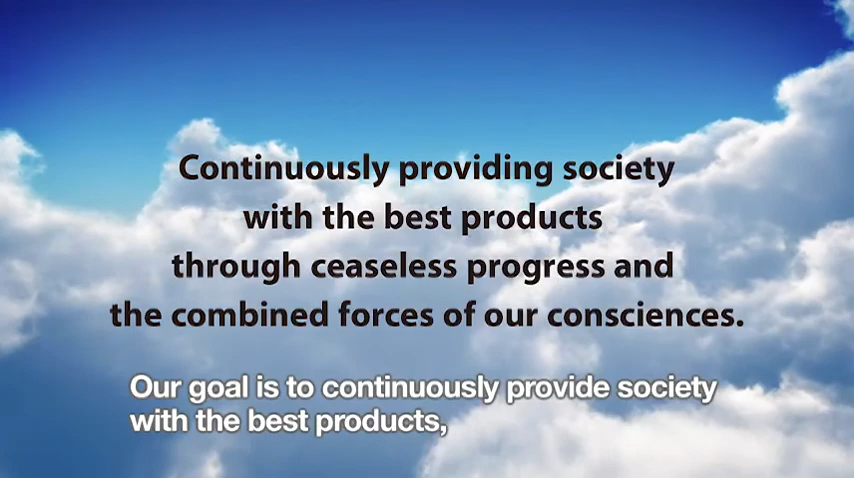 Continuously providing society
with the best products
through ceaseless progress and
the combined forces of our consciences.
Our goal is to continuously provide society
with the best products,